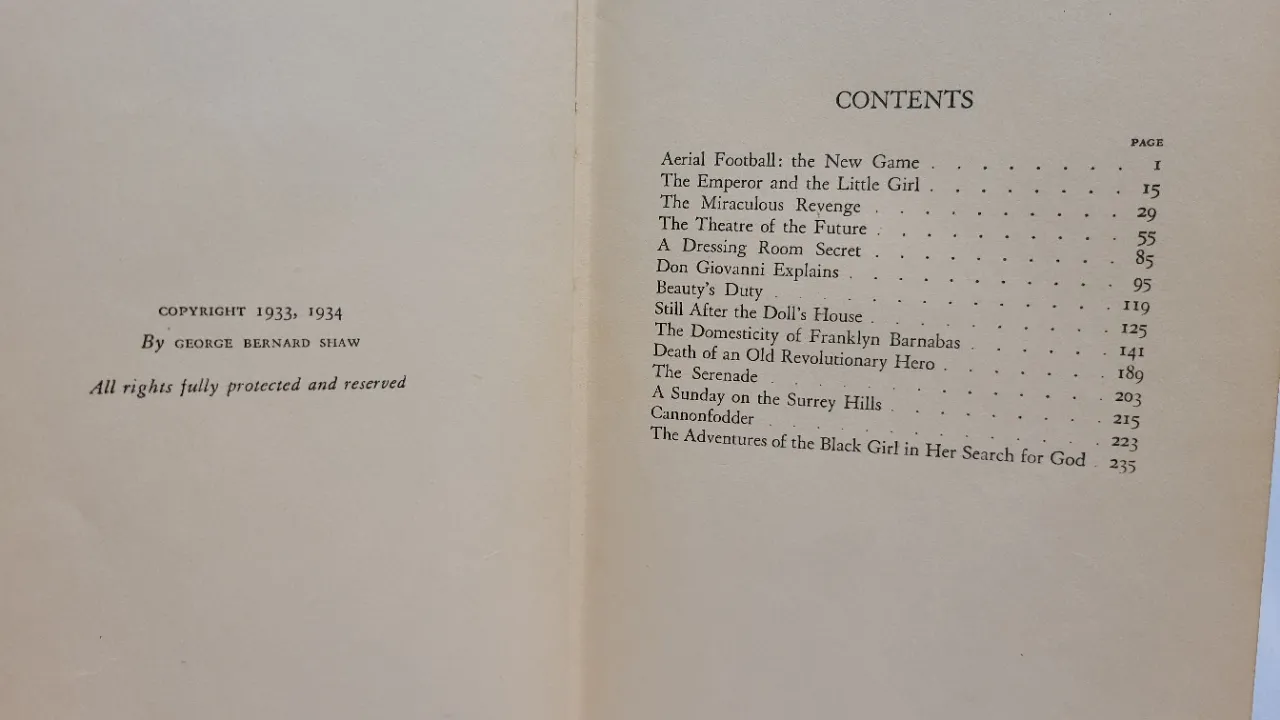 COPYRIGHT 1933, 1934
By GEORGE BERNARD SHAW
All rights fully protected and reserved
CONTENTS
PAGE
Aerial Football: the New Game . . . . . . . . 1
The Emperor and the Little Girl . . . . . . . . 15
The Miraculous Revenge . . . . . . . . . . 29
The Theatre of the Future . . . . . . . . . . 55
A Dressing Room Secret . . . . . . . . . . 85
Don Giovanni Explains . . . . . . . . . . . 95
Beauty's Duty . . . . . . . . . . . . . 119
Still After the Doll's House . . . . . . . . . . 125
The Domesticity of Franklyn Barnabas . . . . . . 141
Death of an Old Revolutionary Hero . . . . . . . 189
The Serenade . . . . . . . . . . . . . 203
A Sunday on the Surrey Hills . . . . . . . . . 215
Cannonfodder . . . . . . . . . . . . . 223
The Adventures of the Black Girl in Her Search for God . 235